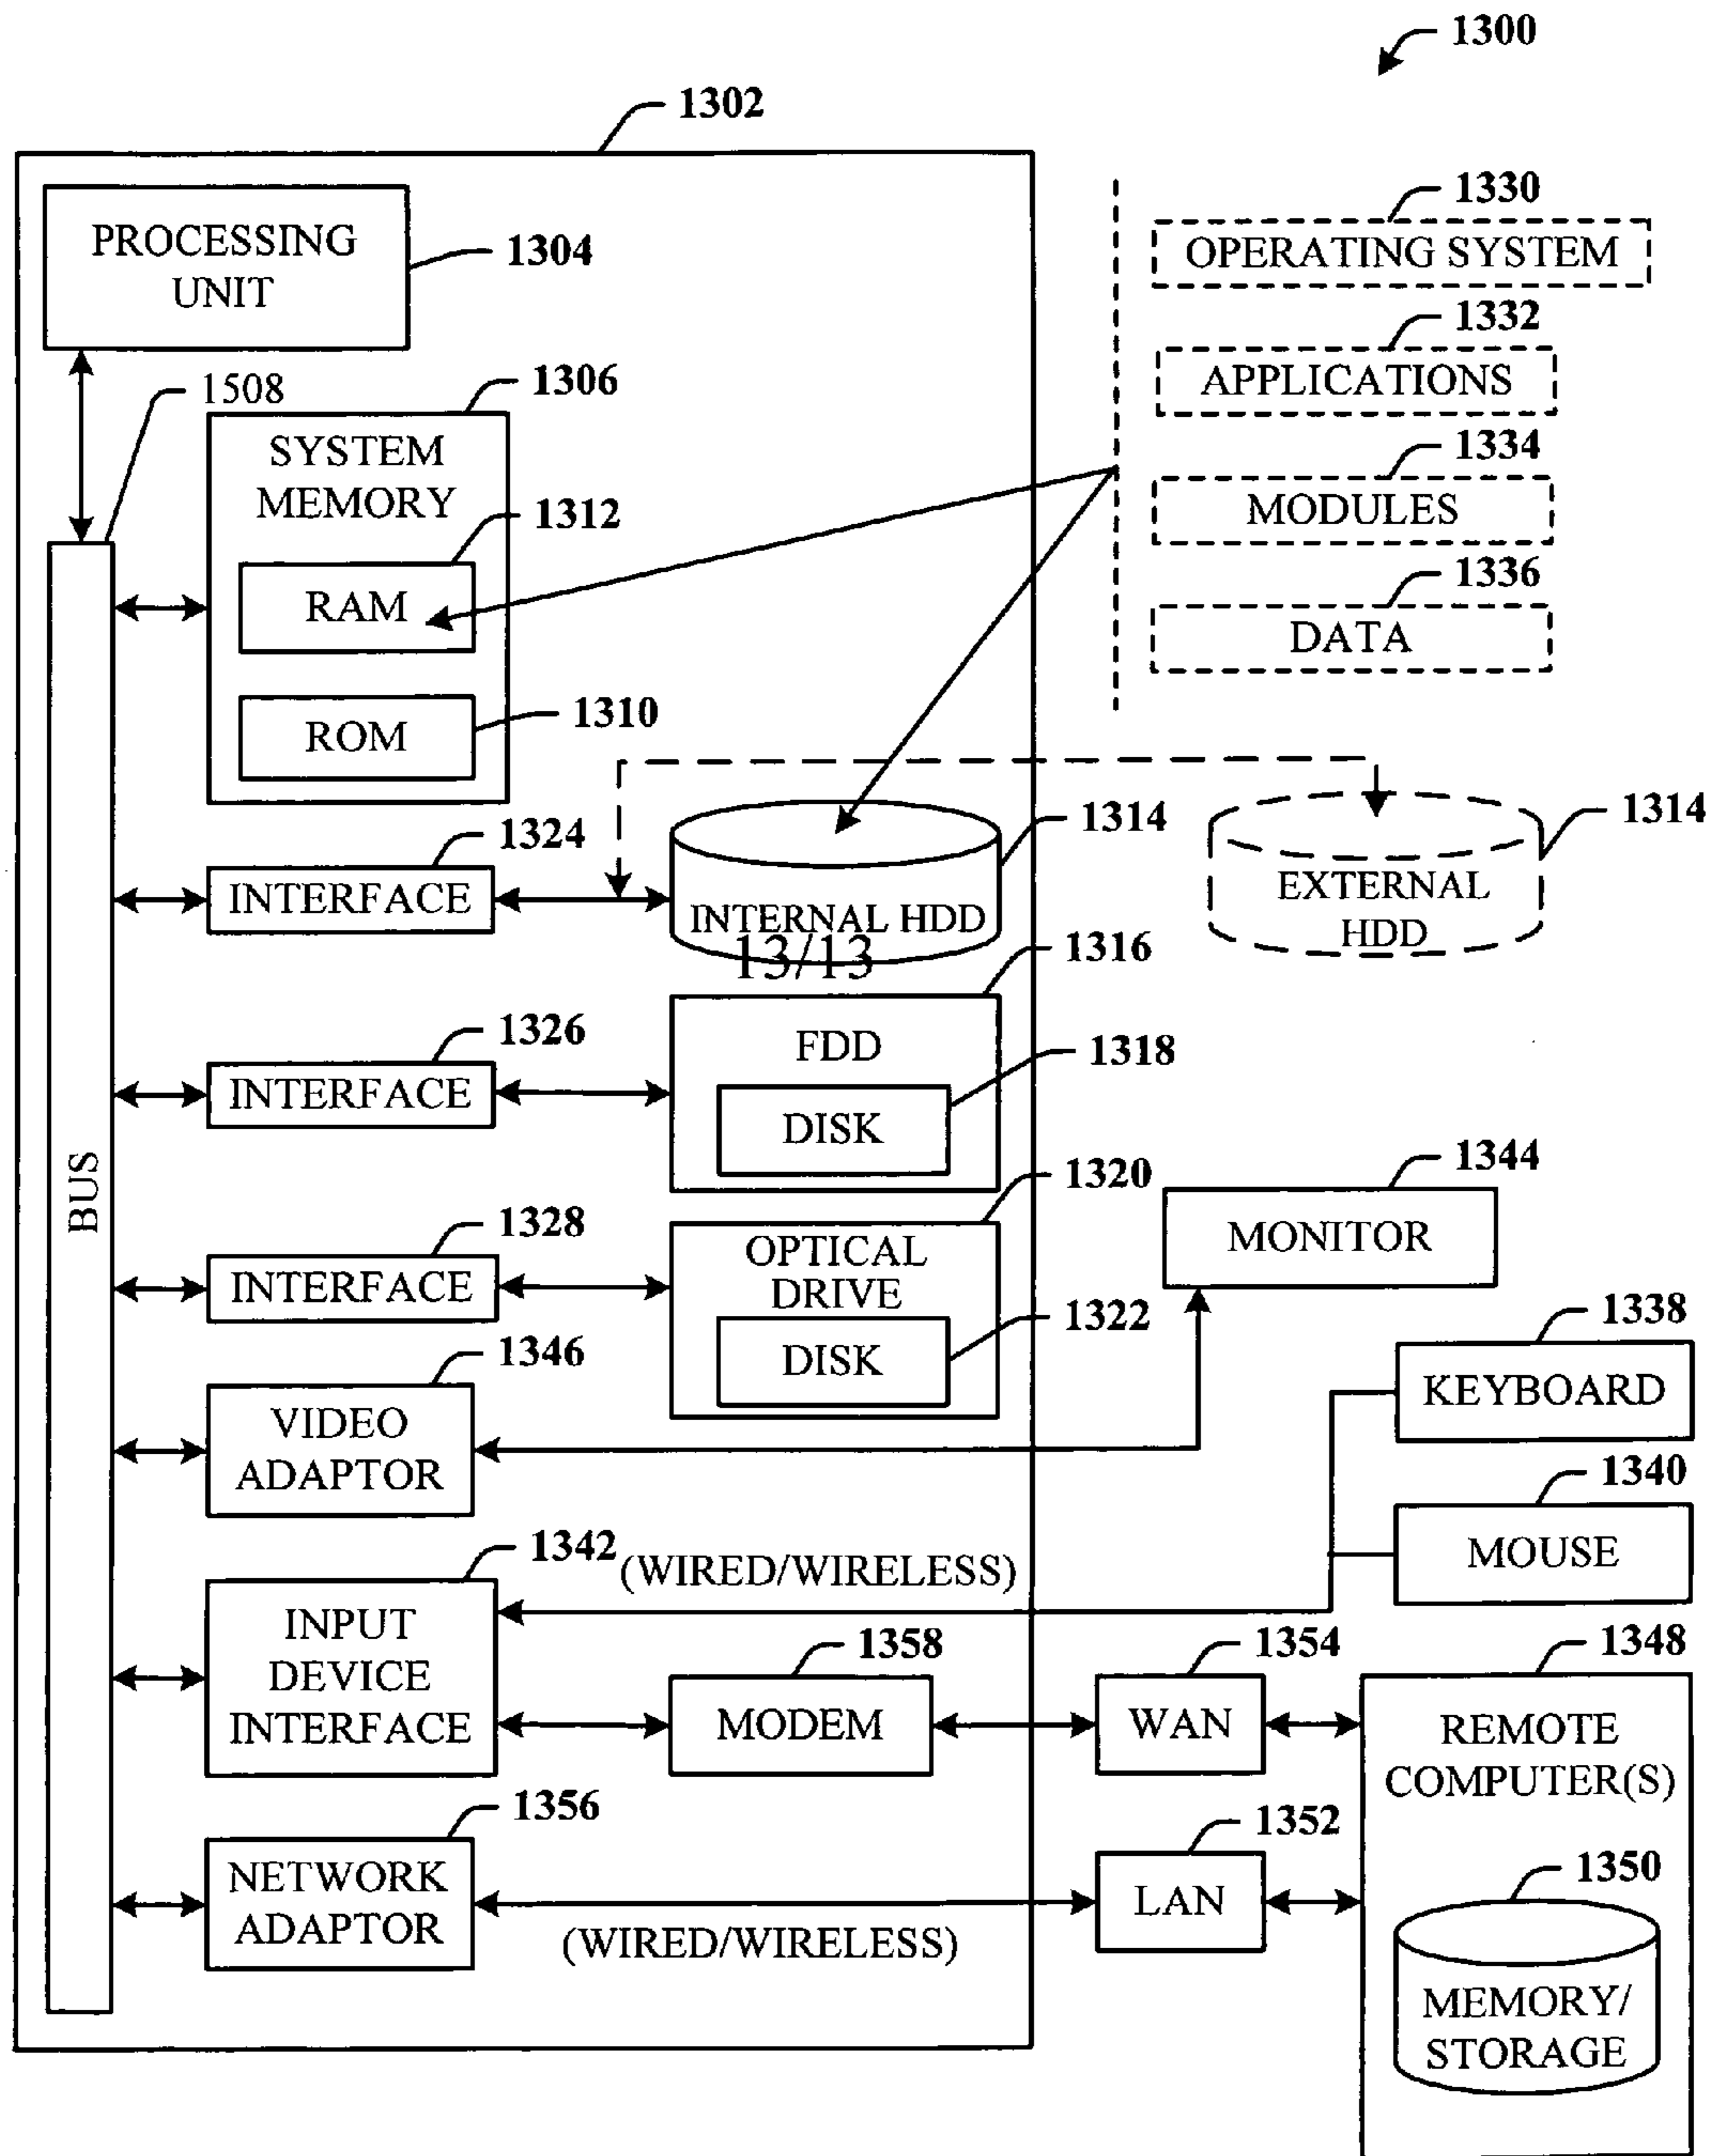 1300
1302
PROCESSING
UNIT
1304
1330
OPERATING SYSTEM
1332
APPLICATIONS
1334
MODULES
1336
DATA
1508
1306
SYSTEM
MEMORY
1312
RAM
1310
ROM
1324
INTERFACE
1314
INTERNAL HDD
13/13
1314
EXTERNAL
HDD
1326
INTERFACE
1316
FDD
1318
DISK
BUS
1328
INTERFACE
1320
OPTICAL
DRIVE
1322
DISK
1344
MONITOR
1346
VIDEO
ADAPTOR
1338
KEYBOARD
1340
MOUSE
1342
(WIRED/WIRELESS)
INPUT
DEVICE
INTERFACE
1358
MODEM
1354
WAN
1348
REMOTE
COMPUTER(S)
1356
NETWORK
ADAPTOR
(WIRED/WIRELESS)
1352
LAN
1350
MEMORY/
STORAGE